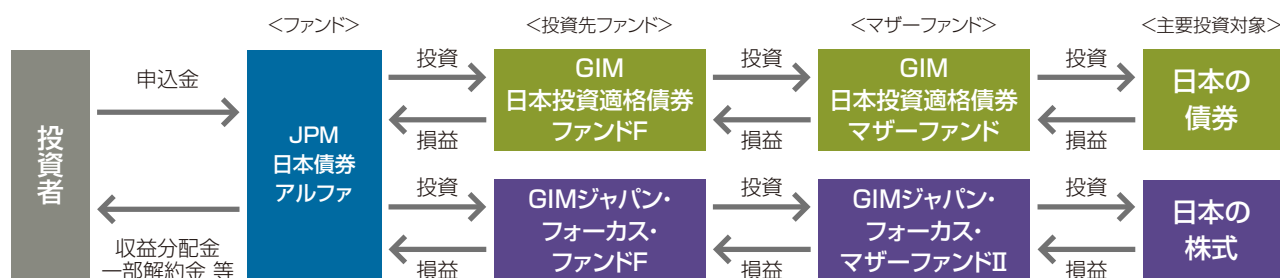 <ファンド>
<投資先ファンド>
<マザーファンド>
<主要投資対象>
投資者
申込金
収益分配金
一部解約金 等
JPM
日本債券
アルファ
投資
損益
GIM
日本投資適格債券
ファンドF
投資
損益
GIM
日本投資適格債券
マザーファンド
投資
損益
日本の
債券
投資
損益
GIMジャパン・
フォーカス・
ファンドF
投資
損益
GIMジャパン・
フォーカス・
マザーファンドⅡ
投資
損益
日本の
株式